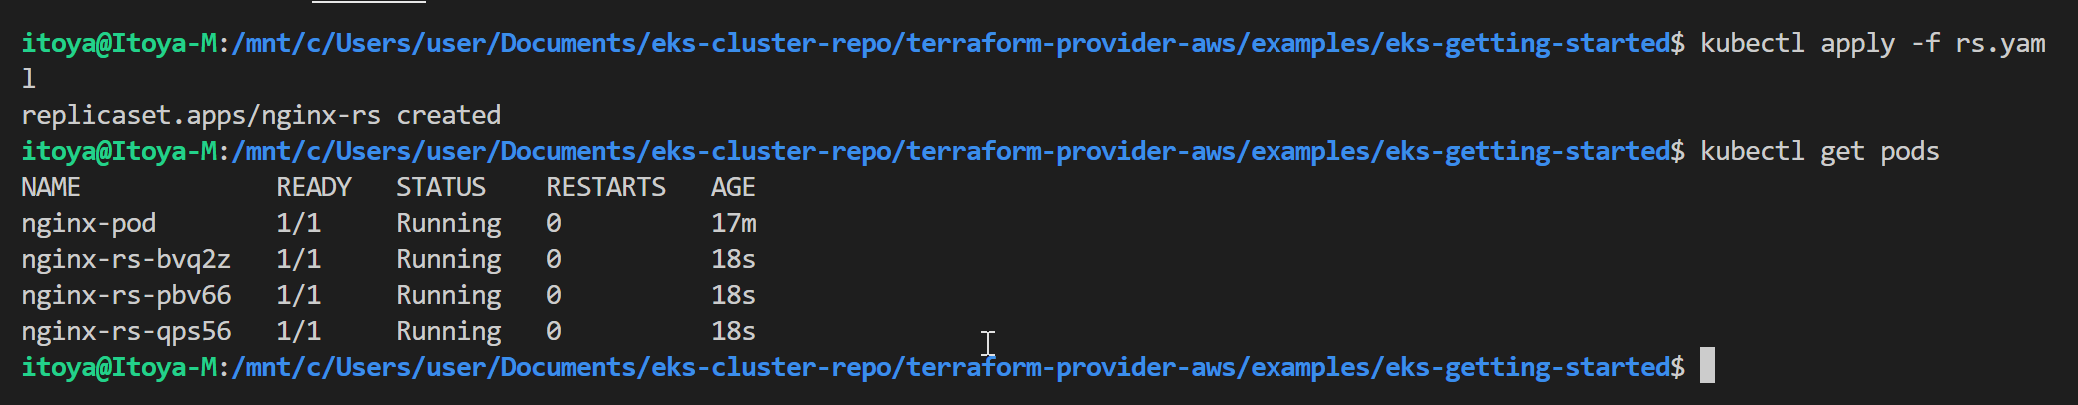 itoya@Itoya-M:/mnt/c/Users/user/Documents/eks-cluster-repo/terraform-provider-aws/examples/eks-getting-started$ kubectl apply -f rs.yam
l
replicaset.apps/nginx-rs created
itoya@Itoya-M:/mnt/c/Users/user/Documents/eks-cluster-repo/terraform-provider-aws/examples/eks-getting-started$ kubectl get pods
NAME             READY   STATUS    RESTARTS   AGE
nginx-pod        1/1     Running   0          17m
nginx-rs-bvq2z   1/1     Running   0          18s
nginx-rs-pbv66   1/1     Running   0          18s
nginx-rs-qps56   1/1     Running   0          18s
itoya@Itoya-M:/mnt/c/Users/user/Documents/eks-cluster-repo/terraform-provider-aws/examples/eks-getting-started$